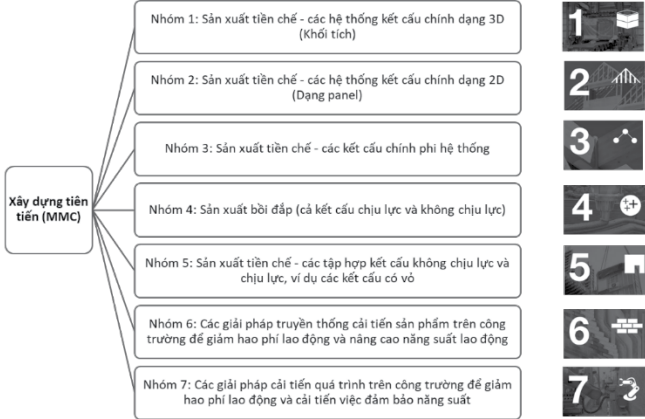 Nhóm 1: Sản xuất tiền chế - các hệ thống kết cấu chính dạng 3D
(Khối tích)
1
Nhóm 2: Sản xuất tiền chế - các hệ thống kết cấu chính dạng 2D
(Dạng panel)
2
Nhóm 3: Sản xuất tiền chế - các kết cấu chính phi hệ thống
3
Xây dựng tiên
tiến (MMC)
Nhóm 4: Sản xuất bồi đắp (cả kết cấu chịu lực và không chịu lực)
4
Nhóm 5: Sản xuất tiền chế - các tập hợp kết cấu không chịu lực và
chịu lực, ví dụ các kết cấu có vỏ
5
Nhóm 6: Các giải pháp truyền thống cải tiến sản phẩm trên công
trường để giảm hao phí lao động và nâng cao năng suất lao động
6
Nhóm 7: Các giải pháp cải tiến quá trình trên công trường để giảm
hao phí lao động và cải tiến việc đảm bảo năng suất
7